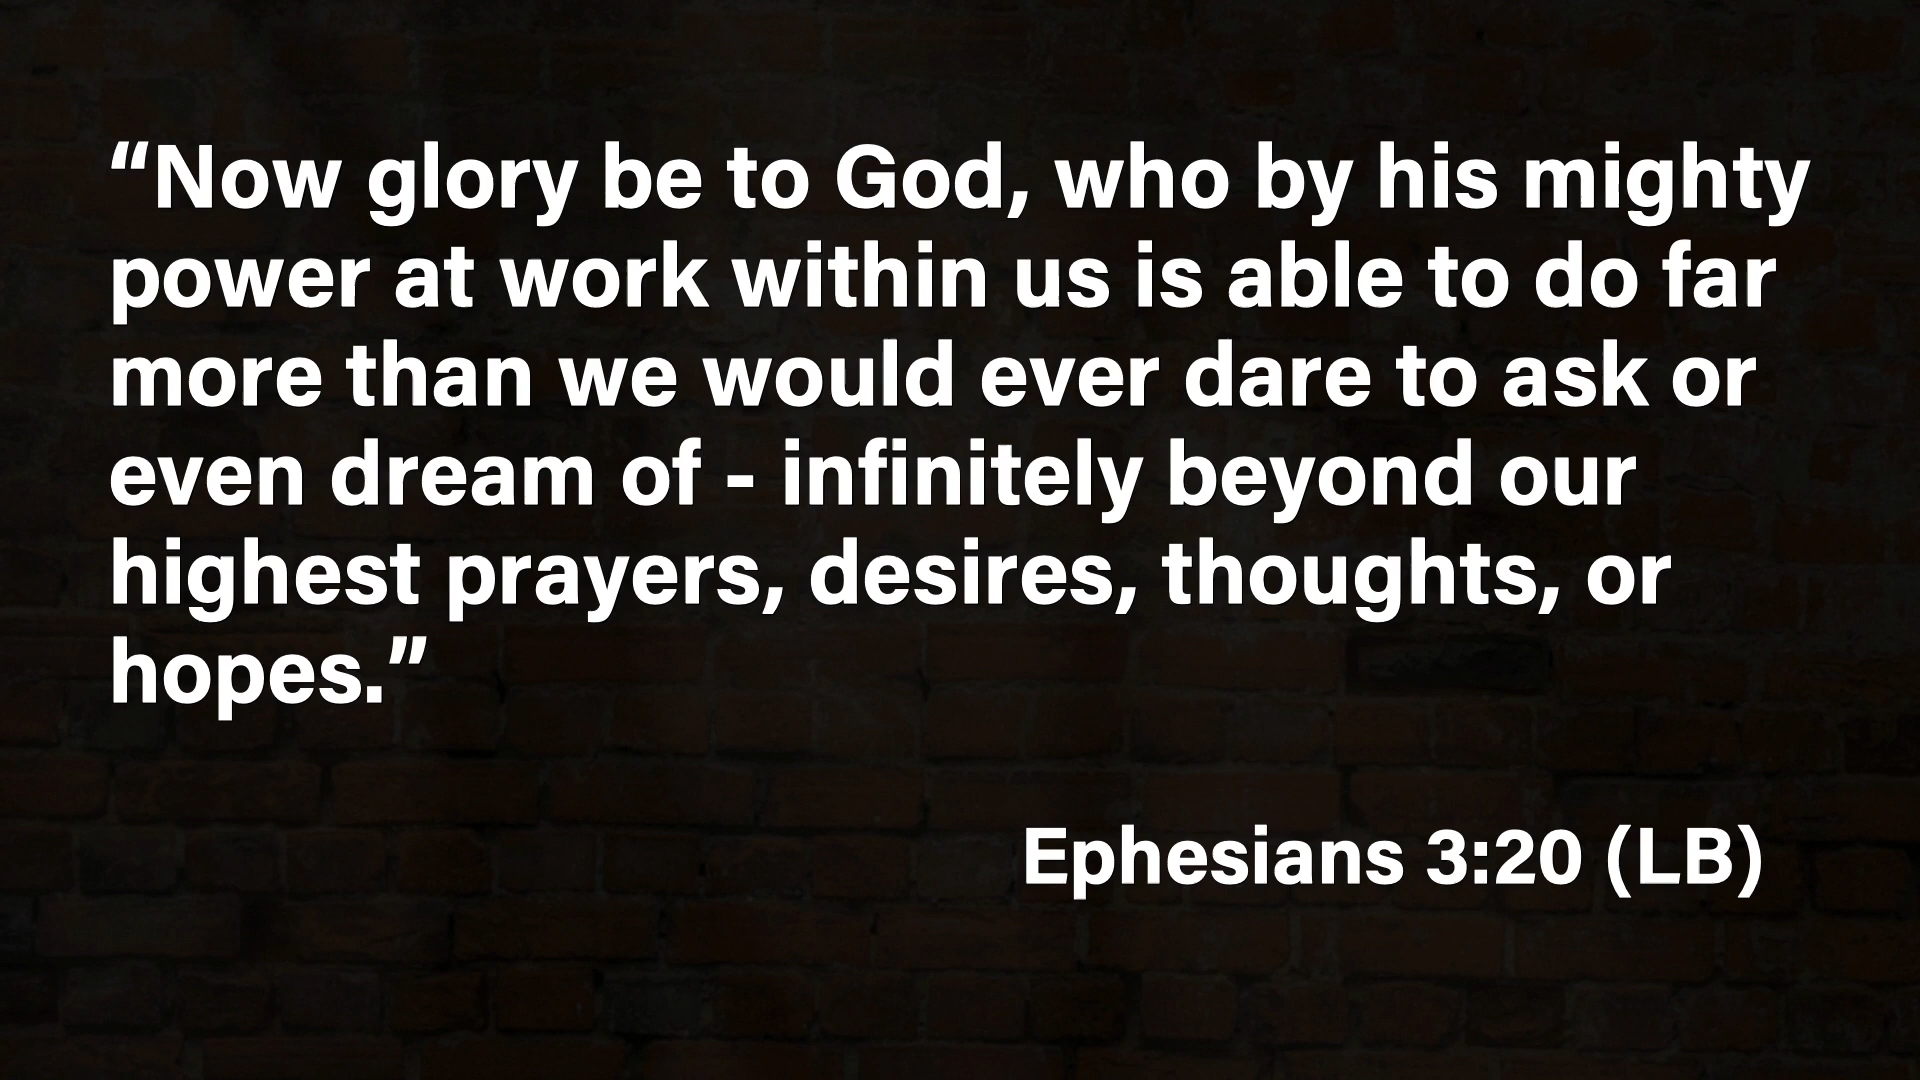 “Now glory be to God, who by his mighty
power at work within us is able to do far
more than we would ever dare to ask or
even dream of - infinitely beyond our
highest prayers, desires, thoughts, or
hopes.”
Ephesians 3:20 (LB)